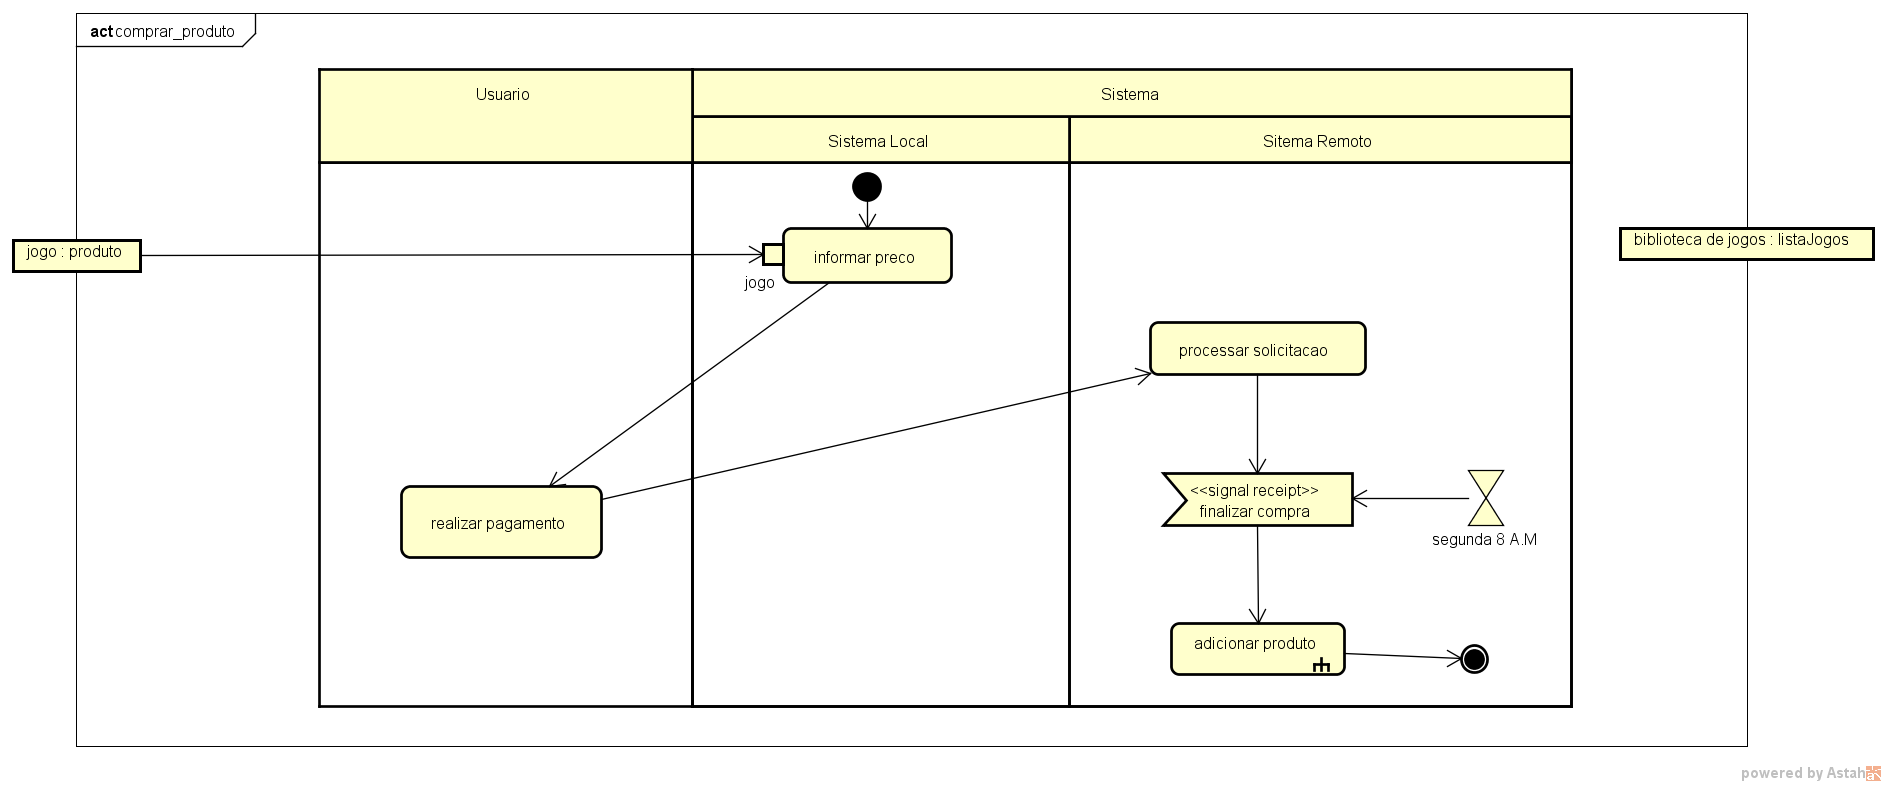 act comprar_produto
Usuario
Sistema
Sistema Local
Sitema Remoto
jogo : produto
informar preco
jogo
biblioteca de jogos : listaJogos
processar solicitacao
realizar pagamento
<<signal receipt>>
finalizar compra
segunda 8 A.M
adicionar produto
powered by Astah